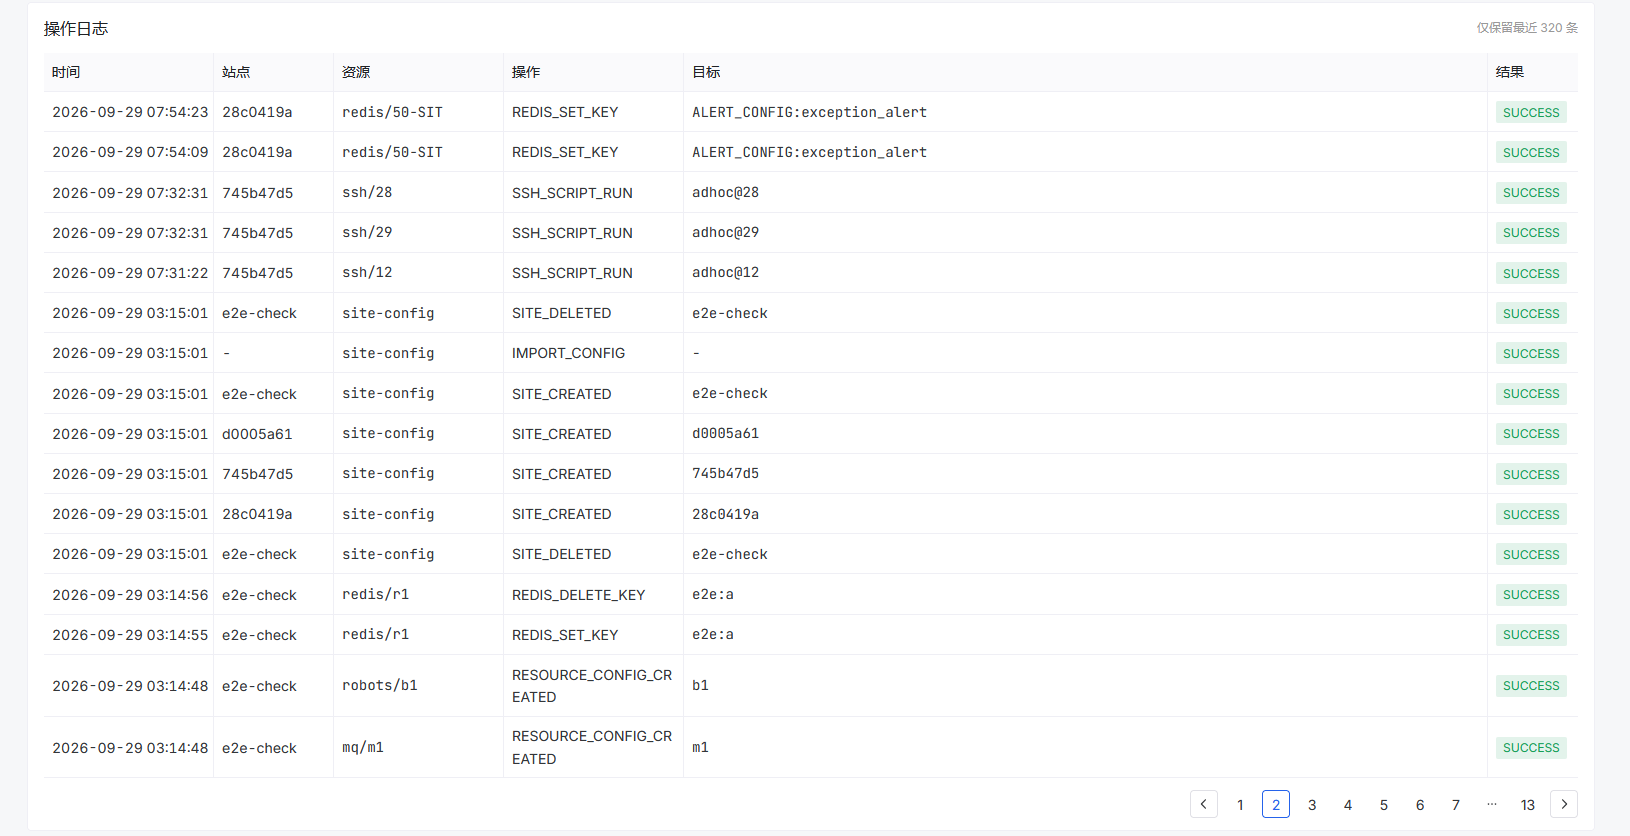 操作日志
仅保留最近 320 条
时间 站点 资源 操作 目标 结果
2026-09-29 07:54:23 28c0419a redis/50-SIT REDIS_SET_KEY ALERT_CONFIG:exception_alert SUCCESS
2026-09-29 07:54:09 28c0419a redis/50-SIT REDIS_SET_KEY ALERT_CONFIG:exception_alert SUCCESS
2026-09-29 07:32:31 745b47d5 ssh/28 SSH_SCRIPT_RUN adhoc@28 SUCCESS
2026-09-29 07:32:31 745b47d5 ssh/29 SSH_SCRIPT_RUN adhoc@29 SUCCESS
2026-09-29 07:31:22 745b47d5 ssh/12 SSH_SCRIPT_RUN adhoc@12 SUCCESS
2026-09-29 03:15:01 e2e-check site-config SITE_DELETED e2e-check SUCCESS
2026-09-29 03:15:01 - site-config IMPORT_CONFIG - SUCCESS
2026-09-29 03:15:01 e2e-check site-config SITE_CREATED e2e-check SUCCESS
2026-09-29 03:15:01 d0005a61 site-config SITE_CREATED d0005a61 SUCCESS
2026-09-29 03:15:01 745b47d5 site-config SITE_CREATED 745b47d5 SUCCESS
2026-09-29 03:15:01 28c0419a site-config SITE_CREATED 28c0419a SUCCESS
2026-09-29 03:15:01 e2e-check site-config SITE_DELETED e2e-check SUCCESS
2026-09-29 03:14:56 e2e-check redis/r1 REDIS_DELETE_KEY e2e:a SUCCESS
2026-09-29 03:14:55 e2e-check redis/r1 REDIS_SET_KEY e2e:a SUCCESS
2026-09-29 03:14:48 e2e-check robots/b1 RESOURCE_CONFIG_CR
EATED b1 SUCCESS
2026-09-29 03:14:48 e2e-check mq/m1 RESOURCE_CONFIG_CR
EATED m1 SUCCESS
1 2 3 4 5 6 7 ··· 13